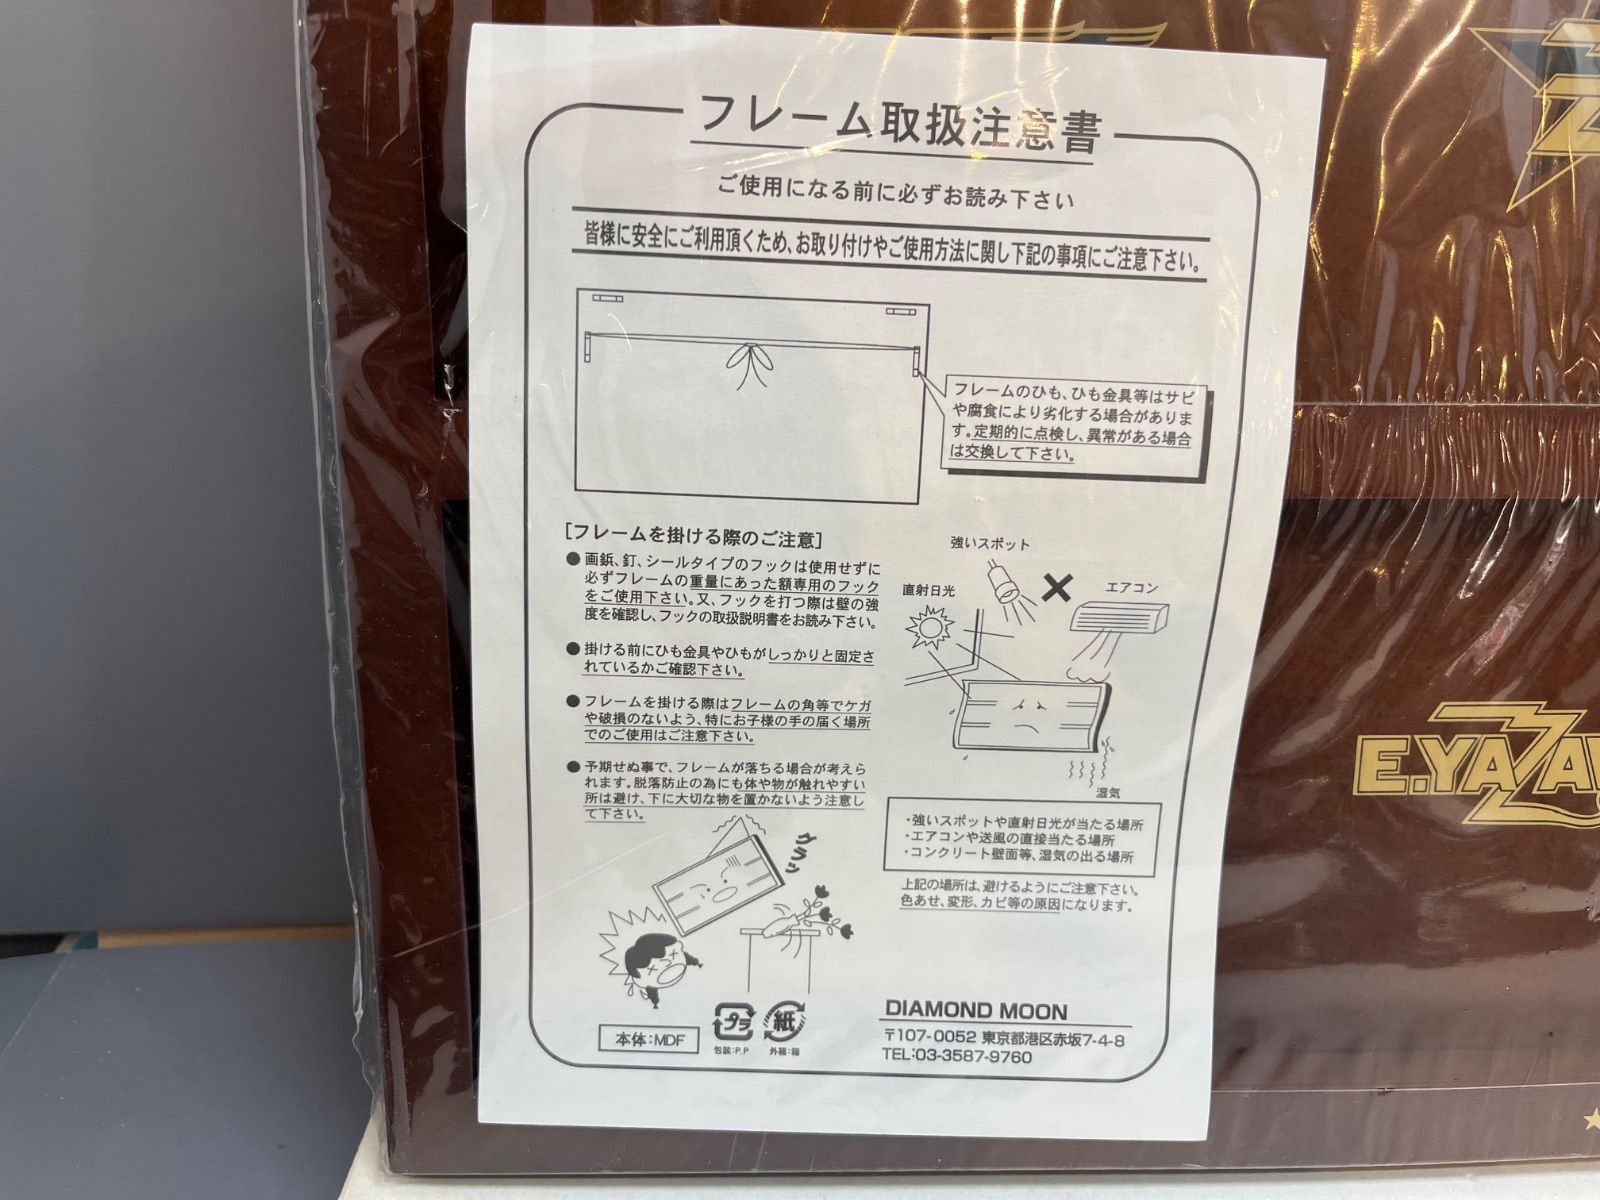 フレーム取扱注意書
ご使用になる前に必ずお読み下さい
皆様に安全にご利用頂くため、お取り付けやご使用方法に関し下記の事項にご注意下さい。
フレームのひも、ひも金具等はサビ
や腐食により劣化する場合がありま
す。定期的に点検し、異常がある場合
は交換して下さい。
[フレームを掛ける際のご注意]
●画鋲、釘、シールタイプのフックは使用せずに
必ずフレームの重量にあった額専用のフック
をご使用下さい。又、フックを打つ際は壁の強
度を確認し、フックの取扱説明書をお読み下さい。
●掛ける前にひも金具やひもがしっかりと固定さ
れているかご確認下さい。
●フレームを掛ける際はフレームの角等でケガ
や破損のないよう、特にお子様の手の届く場所
でのご使用はご注意下さい。
●予期せぬ事で、フレームが落ちる場合が考えら
れます。脱落防止の為にも体や物が触れやすい
所は避け、下に大切な物を置かないよう注意し
て下さい。
グラッ
強いスポット
直射日光
エアコン
湿気
・強いスポットや直射日光が当たる場所
・エアコンや送風の直接当たる場所
・コンクリート壁面等、湿気の出る場所
上記の場所は、避けるようにご注意下さい。
色あせ、変形、カビ等の原因になります。
本体:MDF
プラ
包装:P.P
紙
外箱:箱
DIAMOND MOON
〒107-0052 東京都港区赤坂7-4-8
TEL:03-3587-9760
E.YAZAW